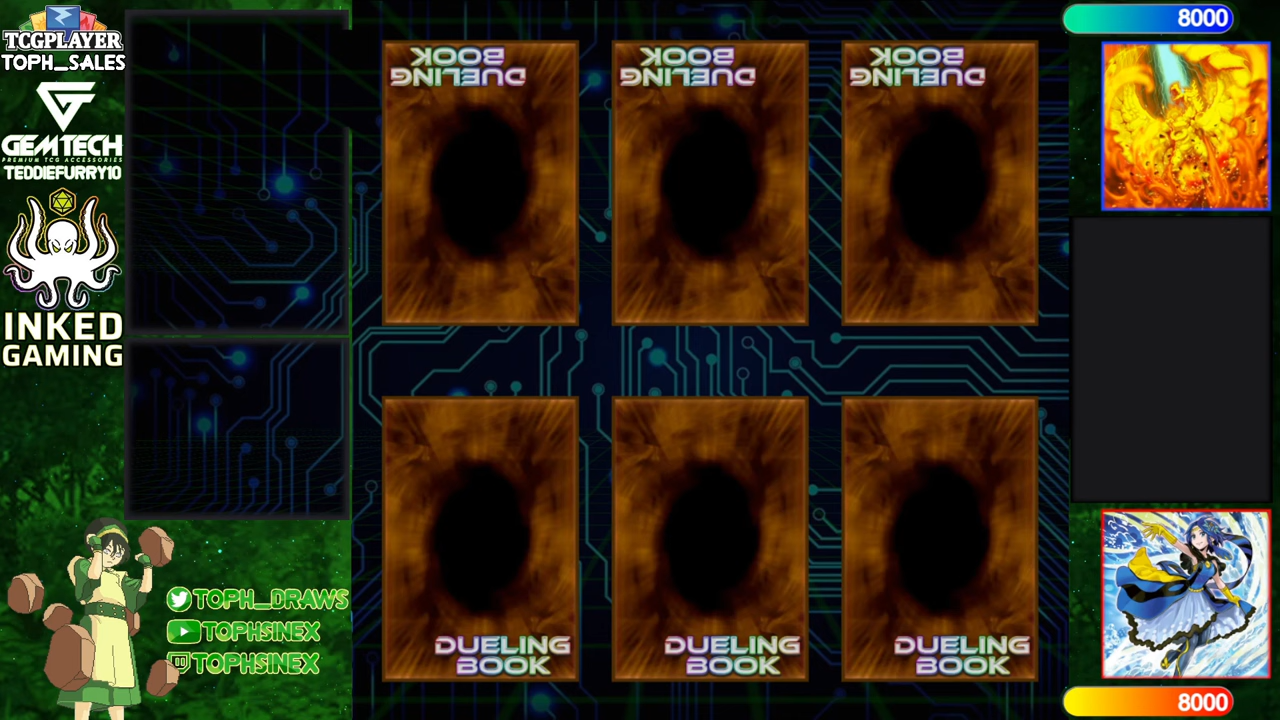 TCGPLAYER
TOPH_SALES
GEMTECH
PREMIUM TCG ACCESSORIES
TEDDIEFURRY10
INKED
GAMING
TOPH_DRAWS
TOPHSINEX
TOPHSINEX
DUELING
BOOK
DUELING
BOOK
DUELING
BOOK
8000
DUELING
BOOK
DUELING
BOOK
DUELING
BOOK
8000